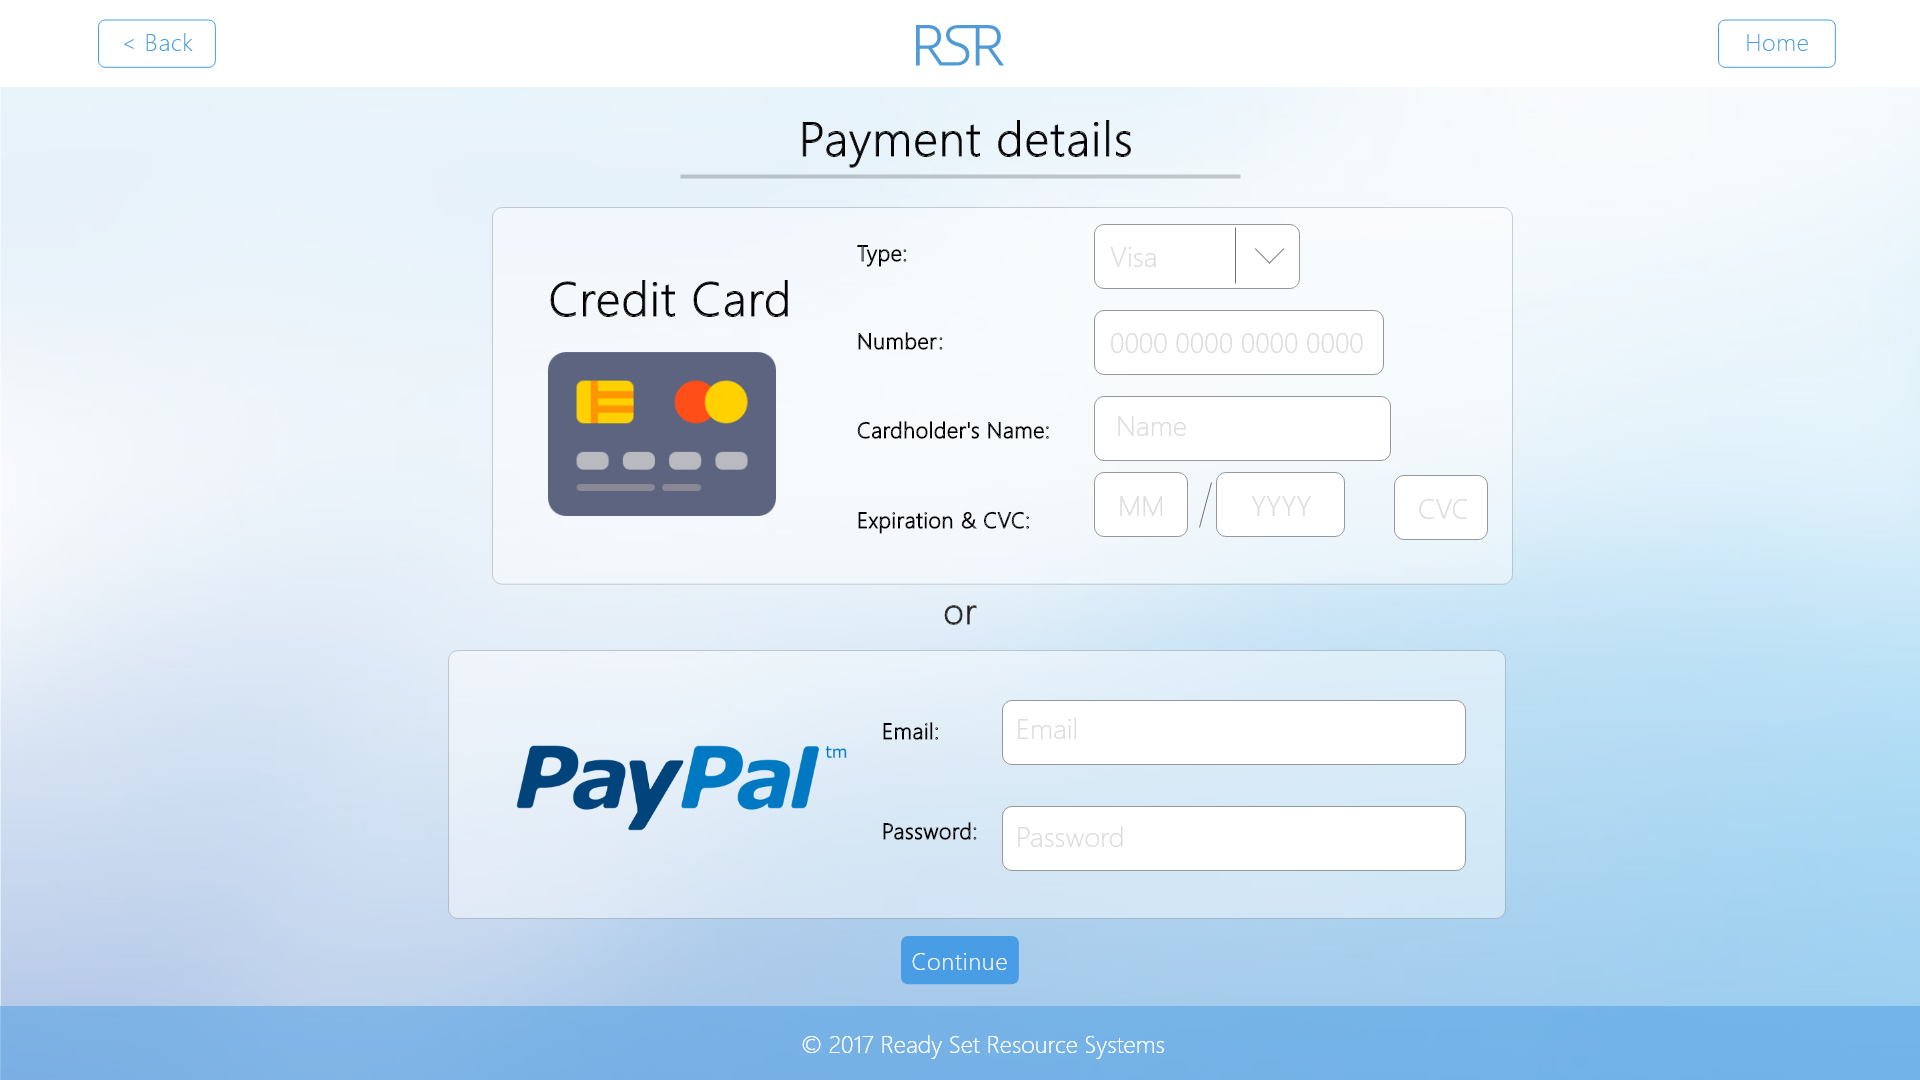 < Back
RSR
Home
Payment details
Credit Card
Type:
Visa
Number:
0000 0000 0000 0000
Cardholder's Name:
Name
Expiration & CVC:
MM / YYYY
CVC
or
PayPal tm
Email:
Email
Password:
Password
Continue
© 2017 Ready Set Resource Systems